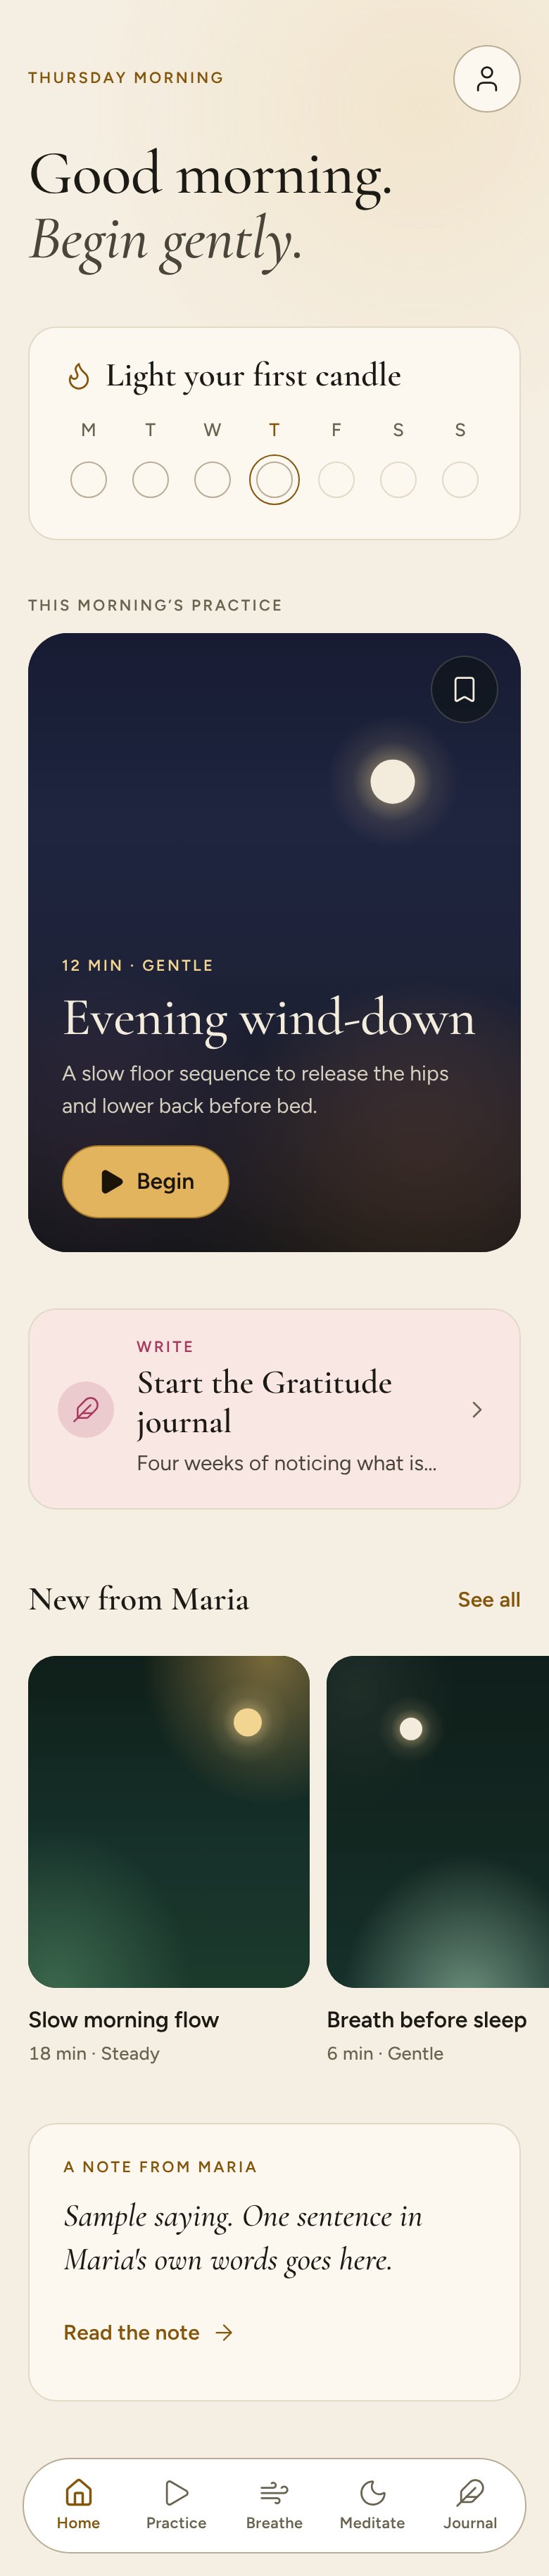 THURSDAY MORNING
Good morning.
Begin gently.
Light your first candle
M T W T F S S
THIS MORNING’S PRACTICE
12 MIN · GENTLE
Evening wind-down
A slow floor sequence to release the hips
and lower back before bed.
Begin
WRITE
Start the Gratitude
journal
Four weeks of noticing what is...
New from Maria
See all
Slow morning flow
18 min · Steady
Breath before sleep
6 min · Gentle
A NOTE FROM MARIA
Sample saying. One sentence in
Maria's own words goes here.
Read the note
Home Practice Breathe Meditate Journal